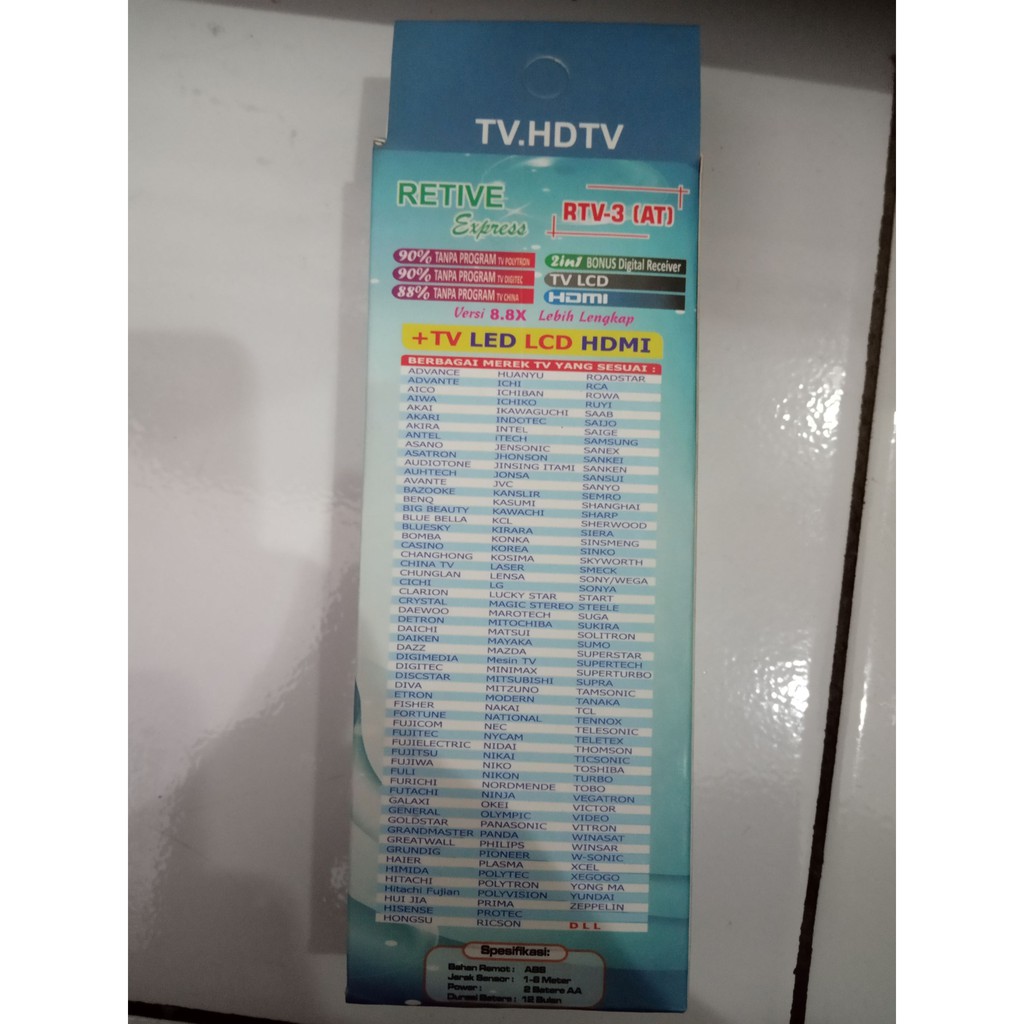 TV.HDTV
RETIVE
Express
RTV-3 (AT)
90% TANPA PROGRAM TV POLYTRON
90% TANPA PROGRAM TV DIGITEC
88% TANPA PROGRAM TV CHINA
2in1 BONUS Digital Receiver
TV LCD
HDMI
Versi 8.8X Lebih Lengkap
+TV LED LCD HDMI
BERBAGAI MEREK TV YANG SESUAI :
ADVANCE
ADVANTE
AICO
AIWA
AKAI
AKARI
AKIRA
ANTEL
ASANO
ASATRON
AUDIOTONE
AUHTECH
AVANTE
BAZOOKE
BENQ
BIG BEAUTY
BLUE BELLA
BLUESKY
BOMBA
CASINO
CHANGHONG
CHINA TV
CHUNGLAN
CICHI
CLARION
CRYSTAL
DAEWOO
DETRON
DAICHI
DAIKEN
DAZZ
DIGIMEDIA
DIGITEC
DISCSTAR
DIVA
ETRON
FISHER
FORTUNE
FUJICOM
FUJITEC
FUJIELECTRIC
FUJITSU
FUJIWA
FULI
FURICHI
FUTACHI
GALAXI
GENERAL
GOLDSTAR
GRANDMASTER
GREATWALL
GRUNDIG
HAIER
HIMIDA
HITACHI
Hitachi Fujian
HUI JIA
HISENSE
HONGSU
HUANYU
ICHI
ICHIBAN
ICHIKO
IKAWAGUCHI
INDOTEC
INTEL
ITECH
JENSONIC
JHONSON
JINSING ITAMI
JONSA
JVC
KANSLIR
KASUMI
KAWACHI
KCL
KIRARA
KONKA
KOREA
KOSIMA
LASER
LENSA
LG
LUCKY STAR
MAGIC STEREO
MAROTECH
MITOCHIBA
MATSUI
MAYAKA
MAZDA
Mesin TV
MINIMAX
MITSUBISHI
MITZUNO
MODERN
NAKAI
NATIONAL
NEC
NYCAM
NIDAI
NIKAI
NIKO
NIKON
NORDMENDE
NINJA
OKEI
OLYMPIC
PANASONIC
PANDA
PHILIPS
PIONEER
PLASMA
POLYTEC
POLYTRON
POLYVISION
PRIMA
PROTEC
RICSON
ROADSTAR
RCA
ROWA
RUYI
SAAB
SAIJO
SAIGE
SAMSUNG
SANEX
SANKEI
SANKEN
SANSUI
SANYO
SEMRO
SHANGHAI
SHARP
SHERWOOD
SIERA
SINSMENG
SINKO
SKYWORTH
SMECK
SONY/WEGA
SONYA
START
STEELE
SUGA
SUKIRA
SOLITRON
SUMO
SUPERSTAR
SUPERTECH
SUPERTURBO
SUPRA
TAMSONIC
TANAKA
TCL
TENNOX
TELESONIC
TELETEX
THOMSON
TICSONIC
TOSHIBA
TURBO
TOBO
VEGATRON
VICTOR
VIDEO
VITRON
WINASAT
WINSAR
W-SONIC
XCEL
XEGOGO
YONG MA
YUNDAI
ZEPPELIN
D L L
Spesifikasi:
Bahan Remot : ABS
Jarak Sensor : 1-8 Meter
Power : 2 Batere AA
Durasi Batere : 12 Bulan